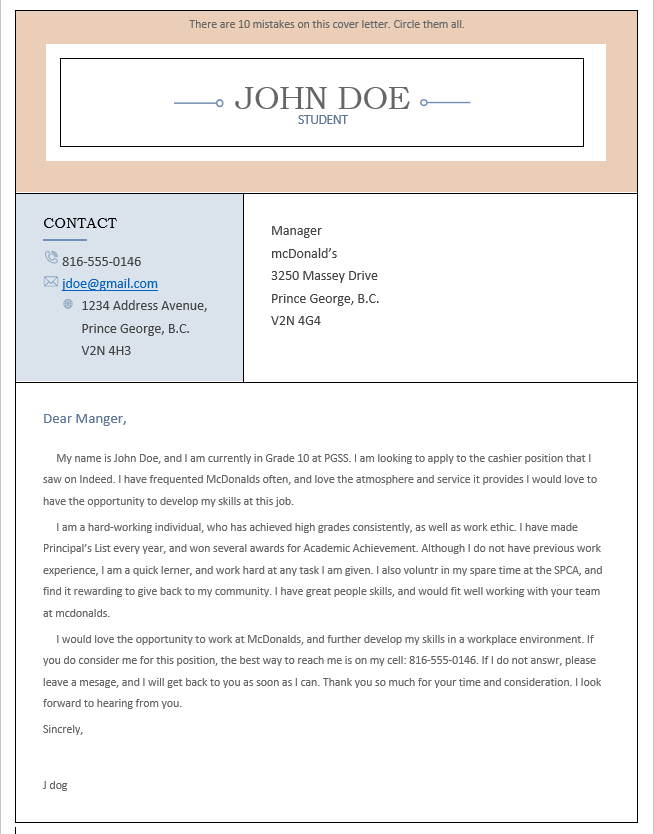 There are 10 mistakes on this cover letter. Circle them all.
JOHN DOE
STUDENT
CONTACT
816-555-0146
jdoe@gmail.com
1234 Address Avenue,
Prince George, B.C.
V2N 4H3
Manager
mcDonald's
3250 Massey Drive
Prince George, B.C.
V2N 4G4
Dear Manger,
My name is John Doe, and I am currently in Grade 10 at PGSS. I am looking to apply to the cashier position that I
saw on Indeed. I have frequented McDonalds often, and love the atmosphere and service it provides I would love to
have the opportunity to develop my skills at this job.
I am a hard-working individual, who has achieved high grades consistently, as well as work ethic. I have made
Principal's List every year, and won several awards for Academic Achievement. Although I do not have previous work
experience, I am a quick lerner, and work hard at any task I am given. I also voluntr in my spare time at the SPCA, and
find it rewarding to give back to my community. I have great people skills, and would fit well working with your team
at mcdonalds.
I would love the opportunity to work at McDonalds, and further develop my skills in a workplace environment. If
you do consider me for this position, the best way to reach me is on my cell: 816-555-0146. If I do not answr, please
leave a mesage, and I will get back to you as soon as I can. Thank you so much for your time and consideration. I look
forward to hearing from you.
Sincrely,
J dog